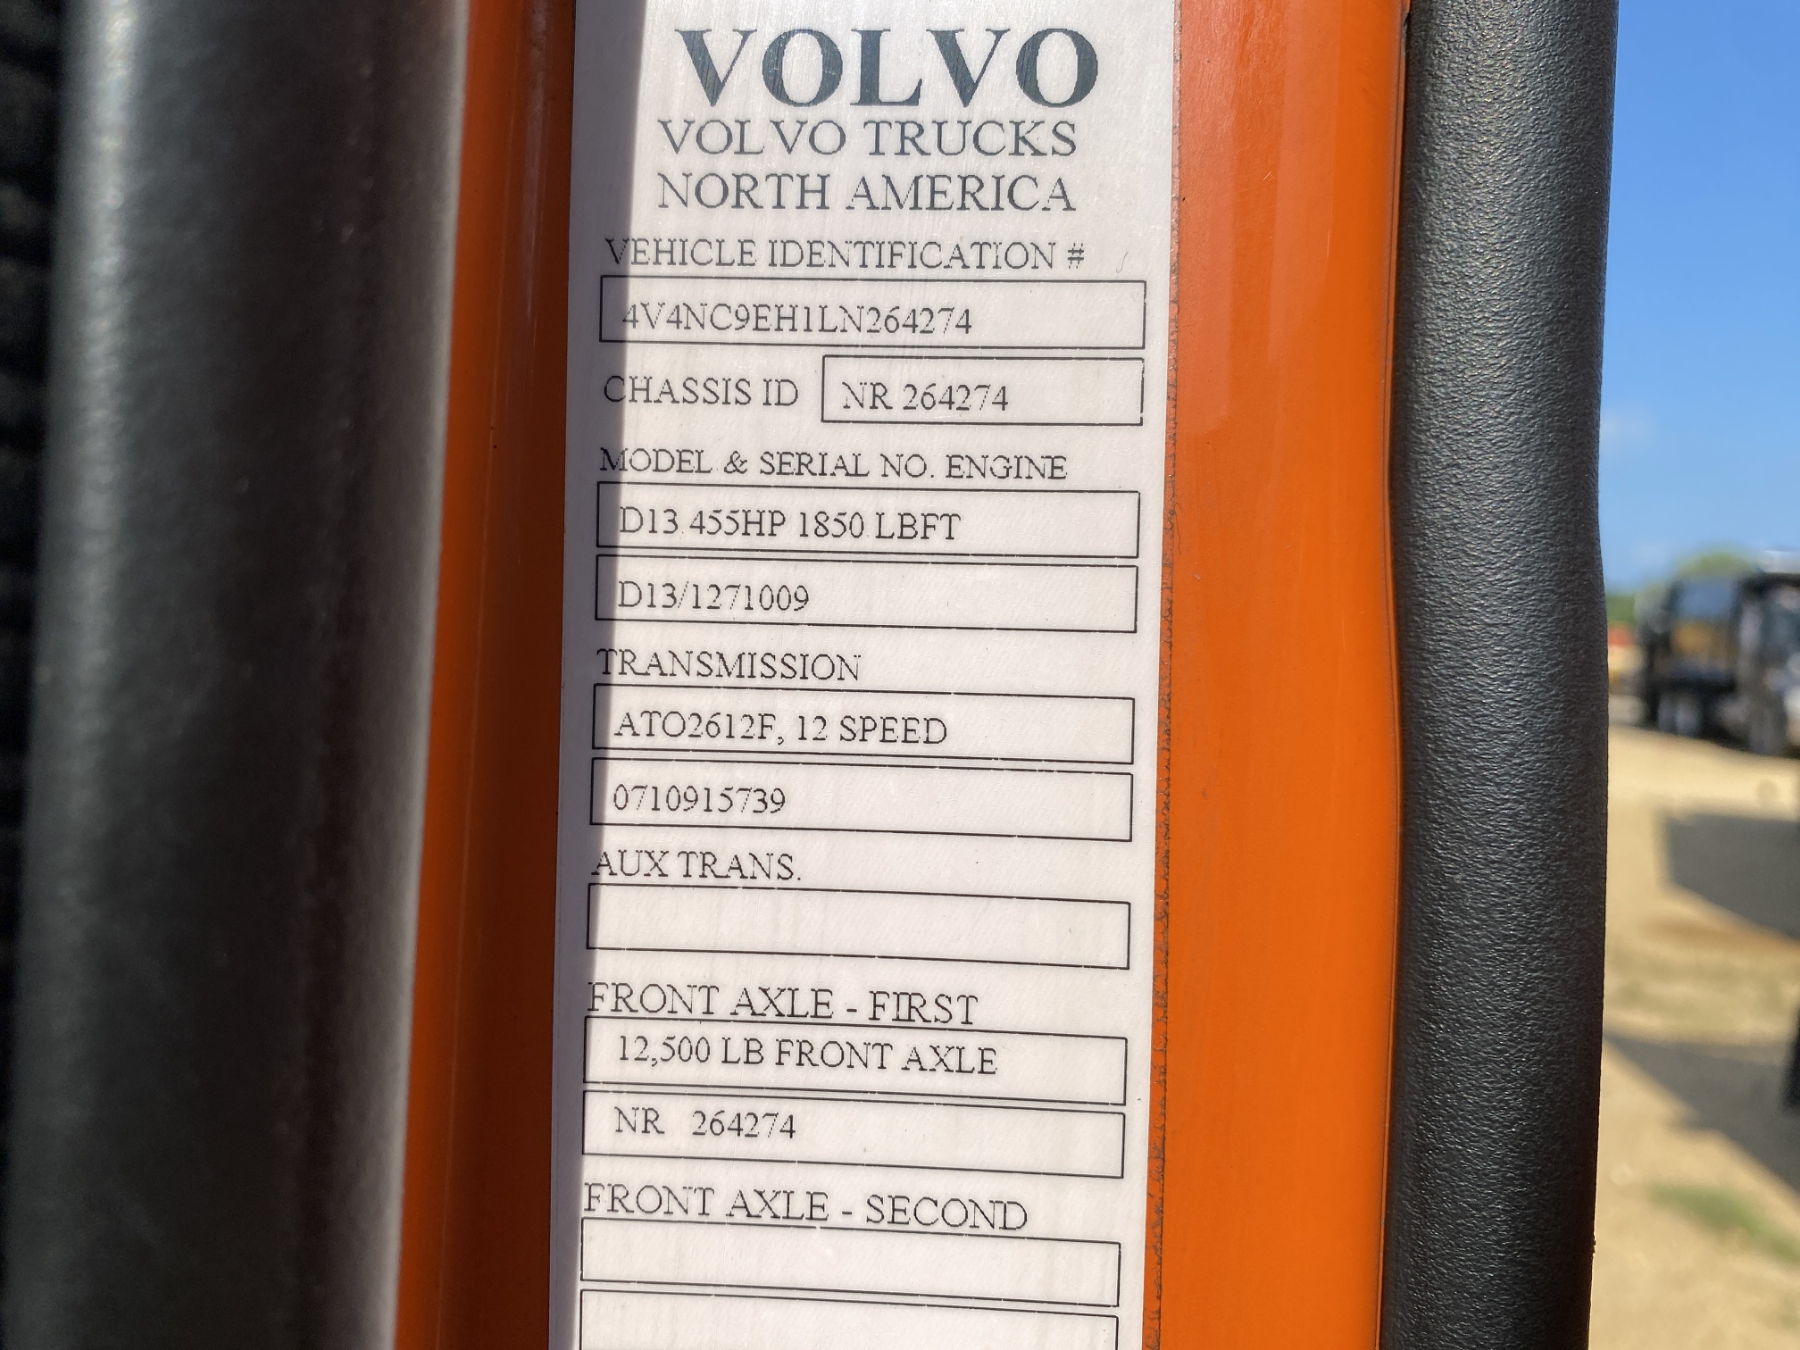 VOLVO
VOLVO TRUCKS
NORTH AMERICA
VEHICLE IDENTIFICATION #
4V4NC9EH1LN264274
CHASSIS ID NR 264274
MODEL & SERIAL NO. ENGINE
D13 455HP 1850 LBFT
D13/1271009
TRANSMISSION
ATO2612F, 12 SPEED
0710915739
AUX TRANS.
FRONT AXLE - FIRST
12,500 LB FRONT AXLE
NR 264274
FRONT AXLE - SECOND